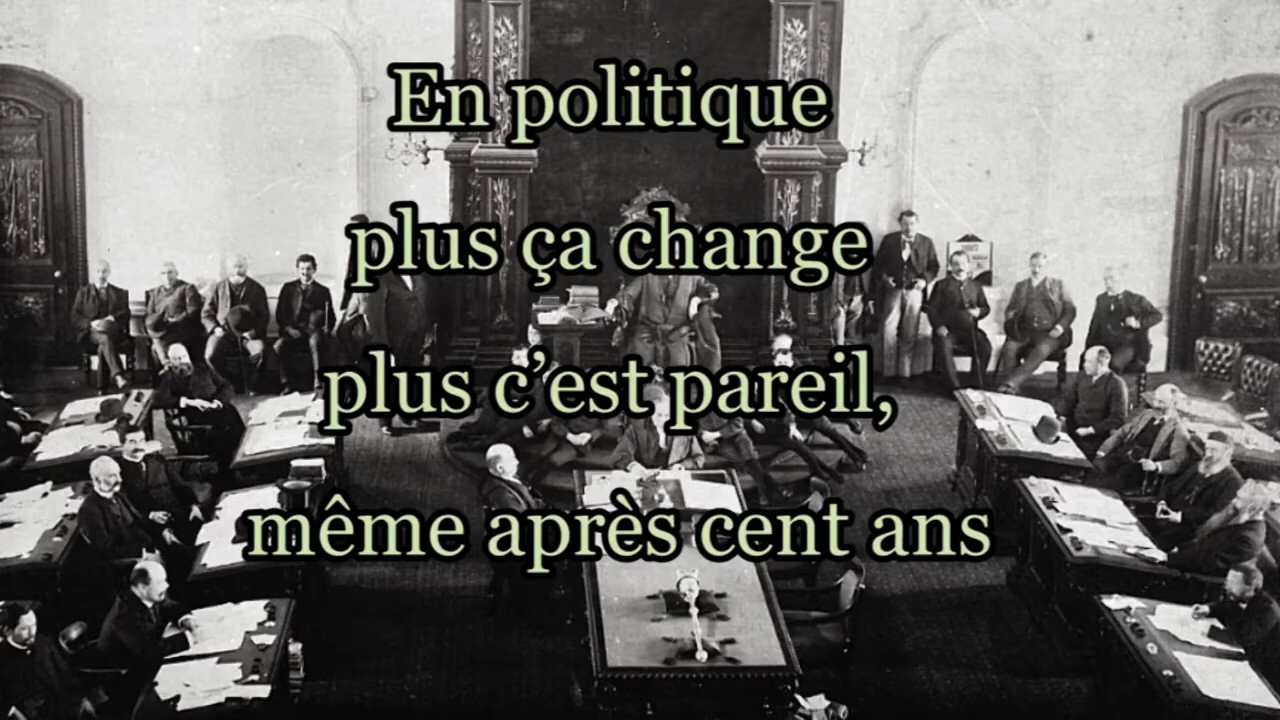 En politique
plus ça change
plus c’est pareil,
même après cent ans